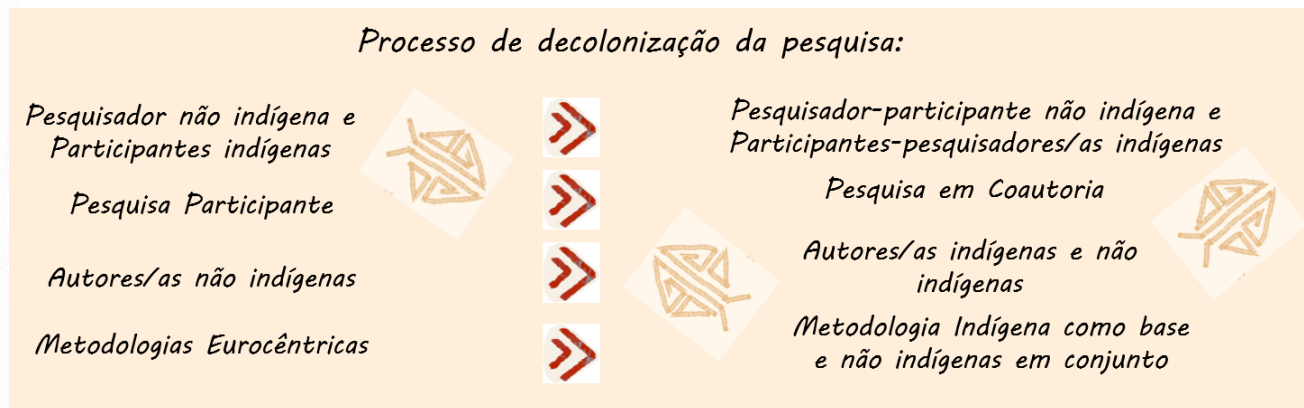 Processo de decolonização da pesquisa:
Pesquisador não indígena e
Participantes indígenas
Pesquisador-participante não indígena e
Participantes-pesquisadores/as indígenas
Pesquisa Participante
Pesquisa em Coautoria
Autores/as não indígenas
Autores/as indígenas e não
indígenas
Metodologias Eurocêntricas
Metodologia Indígena como base
e não indígenas em conjunto